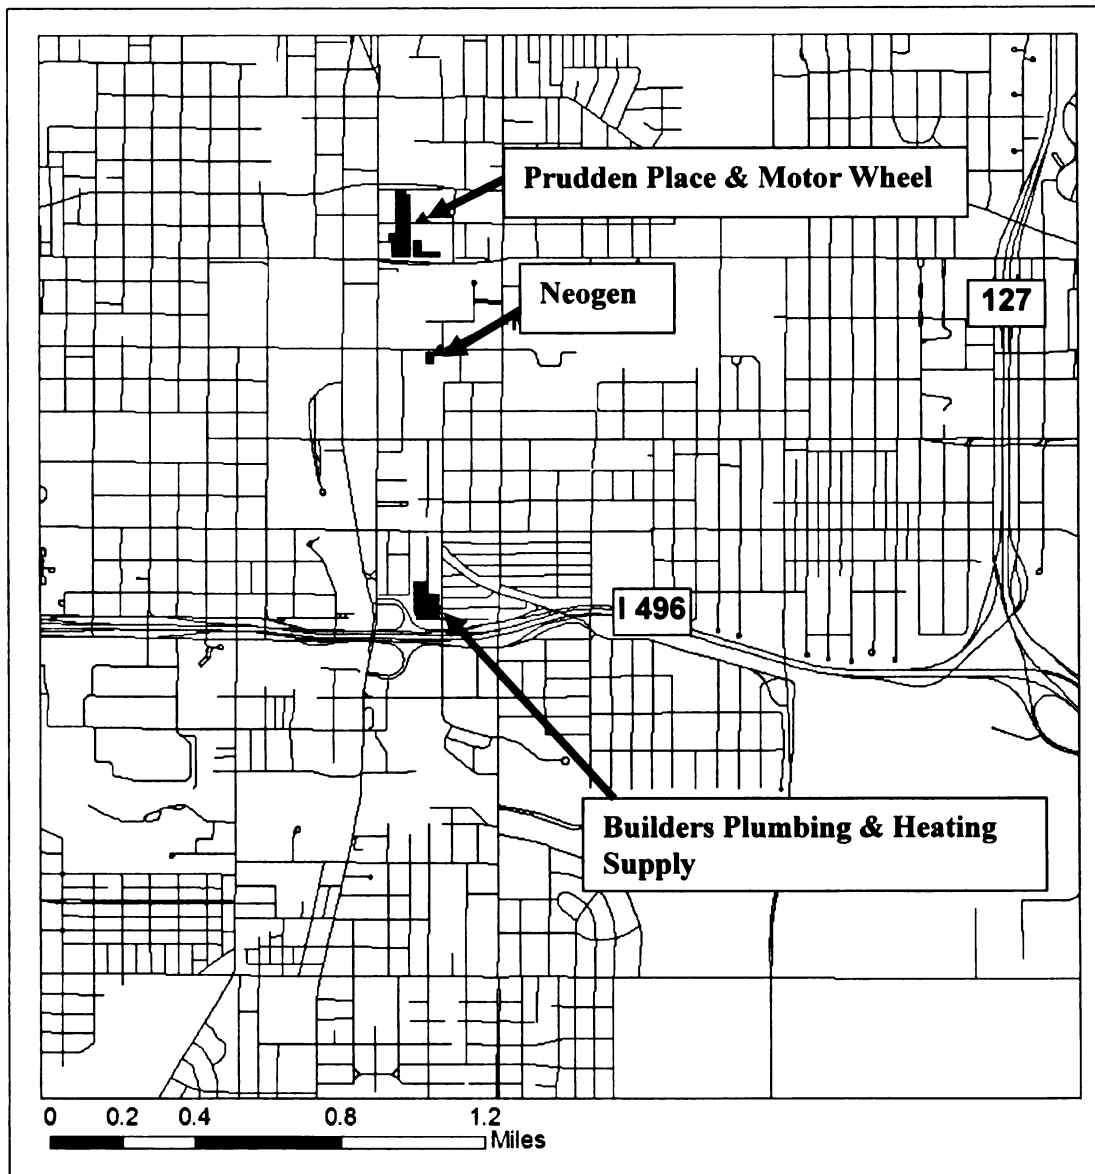 Prudden Place & Motor Wheel
Neogen
127
I 496
Builders Plumbing & Heating
Supply
0 0.2 0.4 0.8 1.2
Miles